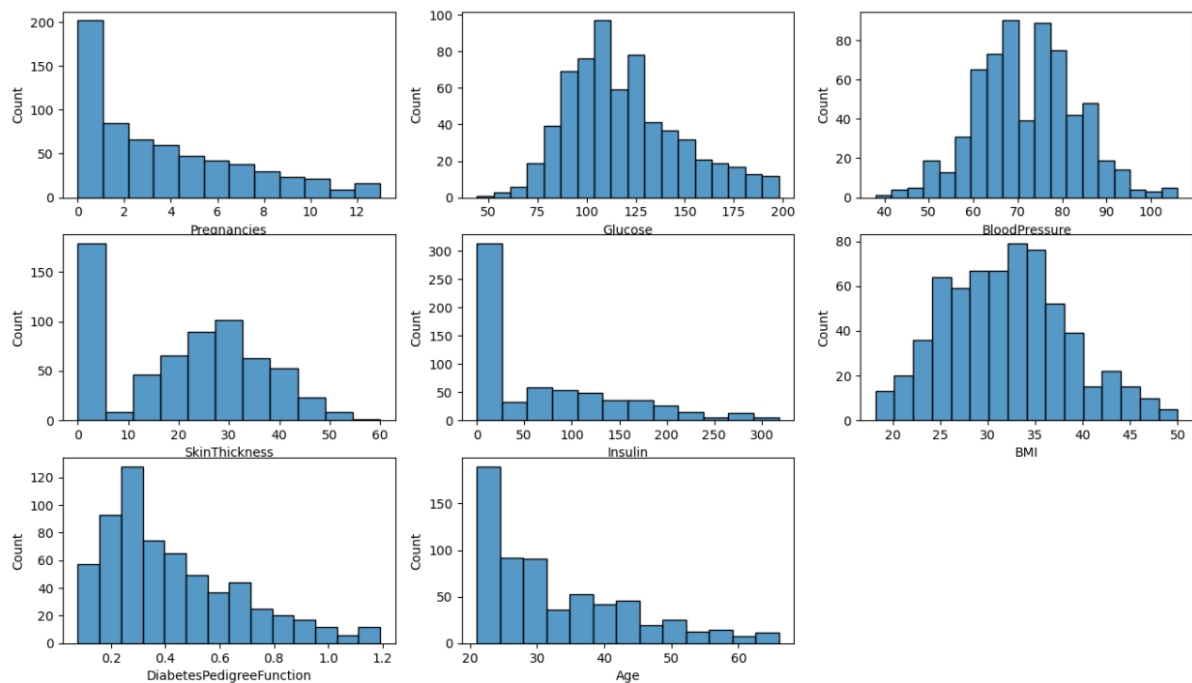 200
150
100
50
0
Count
0 2 4 6 8 10 12
Pregnancies
100
80
60
40
20
0
Count
50 75 100 125 150 175 200
Glucose
80
60
40
20
0
Count
40 50 60 70 80 90 100
BloodPressure
150
100
50
0
Count
0 10 20 30 40 50 60
SkinThickness
300
250
200
150
100
50
0
Count
0 50 100 150 200 250 300
Insulin
80
60
40
20
0
Count
20 25 30 35 40 45 50
BMI
120
100
80
60
40
20
0
Count
0.2 0.4 0.6 0.8 1.0 1.2
DiabetesPedigreeFunction
150
100
50
0
Count
20 30 40 50 60
Age